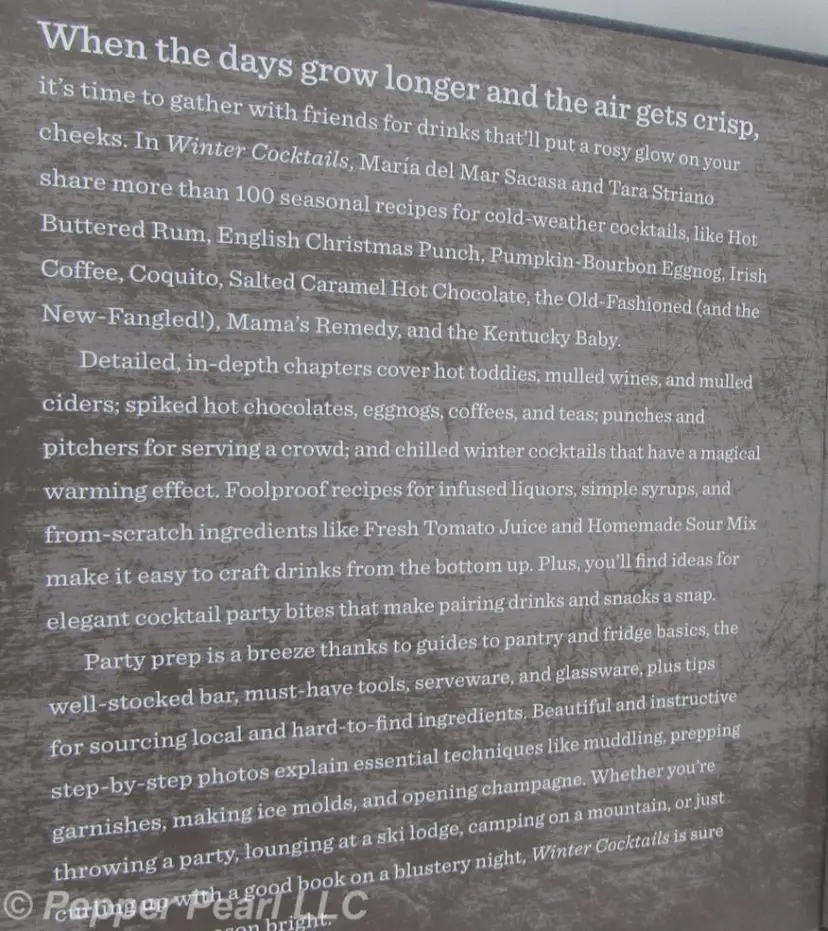 When the days grow longer and the air gets crisp,
it's time to gather with friends for drinks that'll put a rosy glow on your
cheeks. In Winter Cocktails, María del Mar Sacasa and Tara Striano
share more than 100 seasonal recipes for cold-weather cocktails, like Hot
Buttered Rum, English Christmas Punch, Pumpkin-Bourbon Eggnog, Irish
Coffee, Coquito, Salted Caramel Hot Chocolate, the Old-Fashioned (and the
New-Fangled!), Mama's Remedy, and the Kentucky Baby.
Detailed, in-depth chapters cover hot toddies, mulled wines, and mulled
ciders; spiked hot chocolates, eggnogs, coffees, and teas; punches and
pitchers for serving a crowd; and chilled winter cocktails that have a magical
warming effect. Foolproof recipes for infused liquors, simple syrups, and
from-scratch ingredients like Fresh Tomato Juice and Homemade Sour Mix
make it easy to craft drinks from the bottom up. Plus, you'll find ideas for
elegant cocktail party bites that make pairing drinks and snacks a snap.
Party prep is a breeze thanks to guides to pantry and fridge basics, the
well-stocked bar, must-have tools, serveware, and glassware, plus tips
for sourcing local and hard-to-find ingredients. Beautiful and instructive
step-by-step photos explain essential techniques like muddling, prepping
garnishes, making ice molds, and opening champagne. Whether you're
throwing a party, lounging at a ski lodge, camping on a mountain, or just
curling up with a good book on a blustery night, Winter Cocktails is sure
bright.
© Pepper Pearl LLC